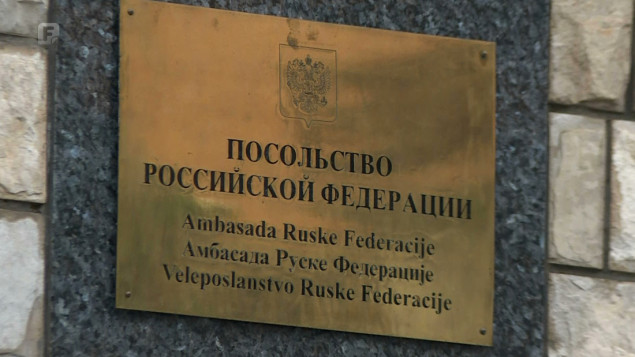 ПОСОЛЬСТВО
РОССИЙСКОЙ ФЕДЕРАЦИИ
Ambasada Ruske Federacije
Амбасада Руске Федерације
Veleposlanstvo Ruske Federacije